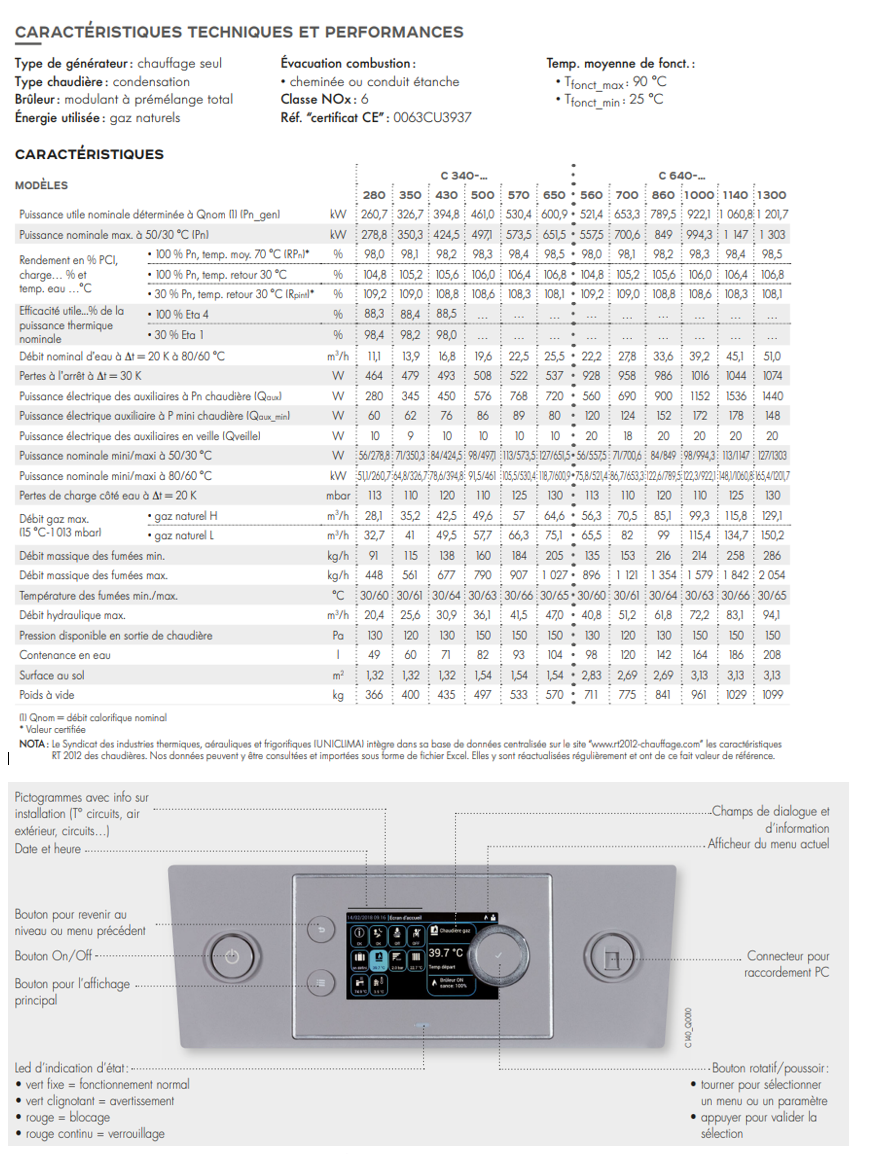 CARACTÉRISTIQUES TECHNIQUES ET PERFORMANCES
Type de générateur : chauffage seul
Type chaudière : condensation
Brûleur : modulant à prémélange total
Énergie utilisée : gaz naturels
Évacuation combustion :
• cheminée ou conduit étanche
Classe NOx : 6
Réf. “certificat CE” : 0063CU3937
Temp. moyenne de fonct. :
• Tfonct_max : 90 °C
• Tfonct_min : 25 °C
CARACTÉRISTIQUES
C 340-... C 640-...
MODÈLES 280 350 430 500 570 650 560 700 860 1000 1140 1300
Puissance utile nominale déterminée à Qnom (1) (Pn_gen) kW 260,7 326,7 394,8 461,0 530,4 600,9 521,4 653,3 789,5 922,1 1 060,8 1 201,7
Puissance nominale max. à 50/30 °C (Pn) kW 278,8 350,3 424,5 497,1 573,5 651,5 557,5 700,6 849 994,3 1 147 1 303
Rendement en % PCI,
charge... % et
temp. eau ...°C
• 100 % Pn, temp. moy. 70 °C (RPn)* % 98,0 98,1 98,2 98,3 98,4 98,5 98,0 98,1 98,2 98,3 98,4 98,5
• 100 % Pn, temp. retour 30 °C % 104,8 105,2 105,6 106,0 106,4 106,8 104,8 105,2 105,6 106,0 106,4 106,8
• 30 % Pn, temp. retour 30 °C (Rpint)* % 109,2 109,0 108,8 108,6 108,3 108,1 109,2 109,0 108,8 108,6 108,3 108,1
Efficacité utile...% de la
puissance thermique
nominale
• 100 % Eta 4 % 88,3 88,4 88,5 ... ... ... ... ... ... ... ... ...
• 30 % Eta 1 % 98,4 98,2 98,0 ... ... ... ... ... ... ... ... ...
Débit nominal d'eau à Δt = 20 K à 80/60 °C m³/h 11,1 13,9 16,8 19,6 22,5 25,5 22,2 27,8 33,6 39,2 45,1 51,0
Pertes à l'arrêt à Δt = 30 K W 464 479 493 508 522 537 928 958 986 1016 1044 1074
Puissance électrique des auxiliaires à Pn chaudière (Qaux) W 280 345 450 576 768 720 560 690 900 1152 1536 1440
Puissance électrique auxiliaire à P mini chaudière (Qaux_min) W 60 62 76 86 89 80 120 124 152 172 178 148
Puissance électrique des auxiliaires en veille (Qveille) W 10 9 10 10 10 10 20 18 20 20 20 20
Puissance nominale mini/maxi à 50/30 °C W 56/278,8 71/350,3 84/424,5 98/497,1 113/573,5 127/651,5 56/557,5 71/700,6 84/849 98/994,3 113/1147 127/1303
Puissance nominale mini/maxi à 80/60 °C kW 51,1/260,7 64,8/326,7 78,6/394,8 91,5/461 105,5/530,4 118,7/600,9 75,8/521,4 86,7/653,3 122,6/789,5 122,3/922,1 148,1/1060,8 165,4/1201,7
Pertes de charge côté eau à Δt = 20 K mbar 113 110 120 110 125 130 113 110 120 110 125 130
Débit gaz max.
(15 °C-1 013 mbar)
• gaz naturel H m³/h 28,1 35,2 42,5 49,6 57 64,6 56,3 70,5 85,1 99,3 115,8 129,1
• gaz naturel L m³/h 32,7 41 49,5 57,7 66,3 75,1 65,5 82 99 115,4 134,7 150,2
Débit massique des fumées min. kg/h 91 115 138 160 184 205 135 153 216 214 258 286
Débit massique des fumées max. kg/h 448 561 677 790 907 1 027 896 1 121 1 354 1 579 1 842 2 054
Température des fumées min./max. °C 30/60 30/61 30/64 30/63 30/66 30/65 30/60 30/61 30/64 30/63 30/66 30/65
Débit hydraulique max. m³/h 20,4 25,6 30,9 36,1 41,5 47,0 40,8 51,2 61,8 72,2 83,1 94,1
Pression disponible en sortie de chaudière Pa 130 120 130 150 150 150 130 120 130 150 150 150
Contenance en eau l 49 60 71 82 93 104 98 120 142 164 186 208
Surface au sol m² 1,32 1,32 1,32 1,54 1,54 1,54 2,83 2,69 2,69 3,13 3,13 3,13
Poids à vide kg 366 400 435 497 533 570 711 775 841 961 1029 1099
(1) Qnom = débit calorifique nominal
* Valeur certifiée
NOTA : Le Syndicat des industries thermiques, aérauliques et frigorifiques (UNICLIMA) intègre dans sa base de données centralisée sur le site “www.rt2012-chauffage.com” les caractéristiques
RT 2012 des chaudières. Nos données peuvent y être consultées et importées sous forme de fichier Excel. Elles y sont réactualisées régulièrement et ont de ce fait valeur de référence.
Pictogrammes avec info sur
installation (T° circuits, air
extérieur, circuits...)
Date et heure
Champs de dialogue et
d'information
Afficheur du menu actuel
Bouton pour revenir au
niveau ou menu précédent
Bouton On/Off
Bouton pour l'affichage
principal
14/02/2018 09:16 | Écran d'accueil
Chaudière gaz
39.7 °C
Temp départ
Brûleur ON
Connecteur pour
raccordement PC
C140_Q0010
Led d'indication d'état :
• vert fixe = fonctionnement normal
• vert clignotant = avertissement
• rouge = blocage
• rouge continu = verrouillage
Bouton rotatif/poussoir :
• tourner pour sélectionner
un menu ou un paramètre
• appuyer pour valider la
sélection